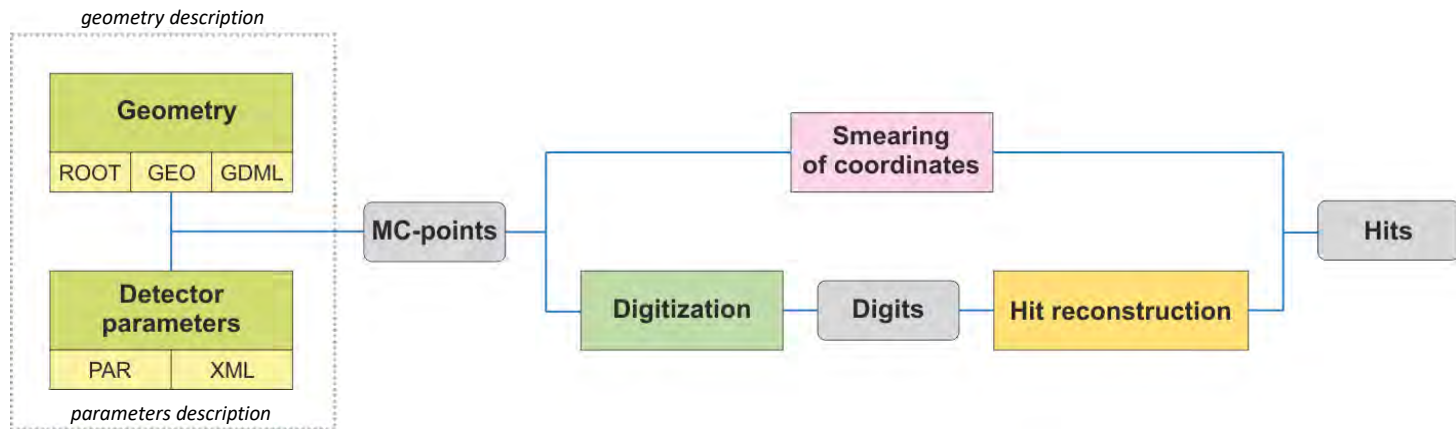 geometry description
Geometry
ROOT GEO GDML
Detector
parameters
PAR XML
parameters description
MC-points
Smearing
of coordinates
Digitization
Digits
Hit reconstruction
Hits